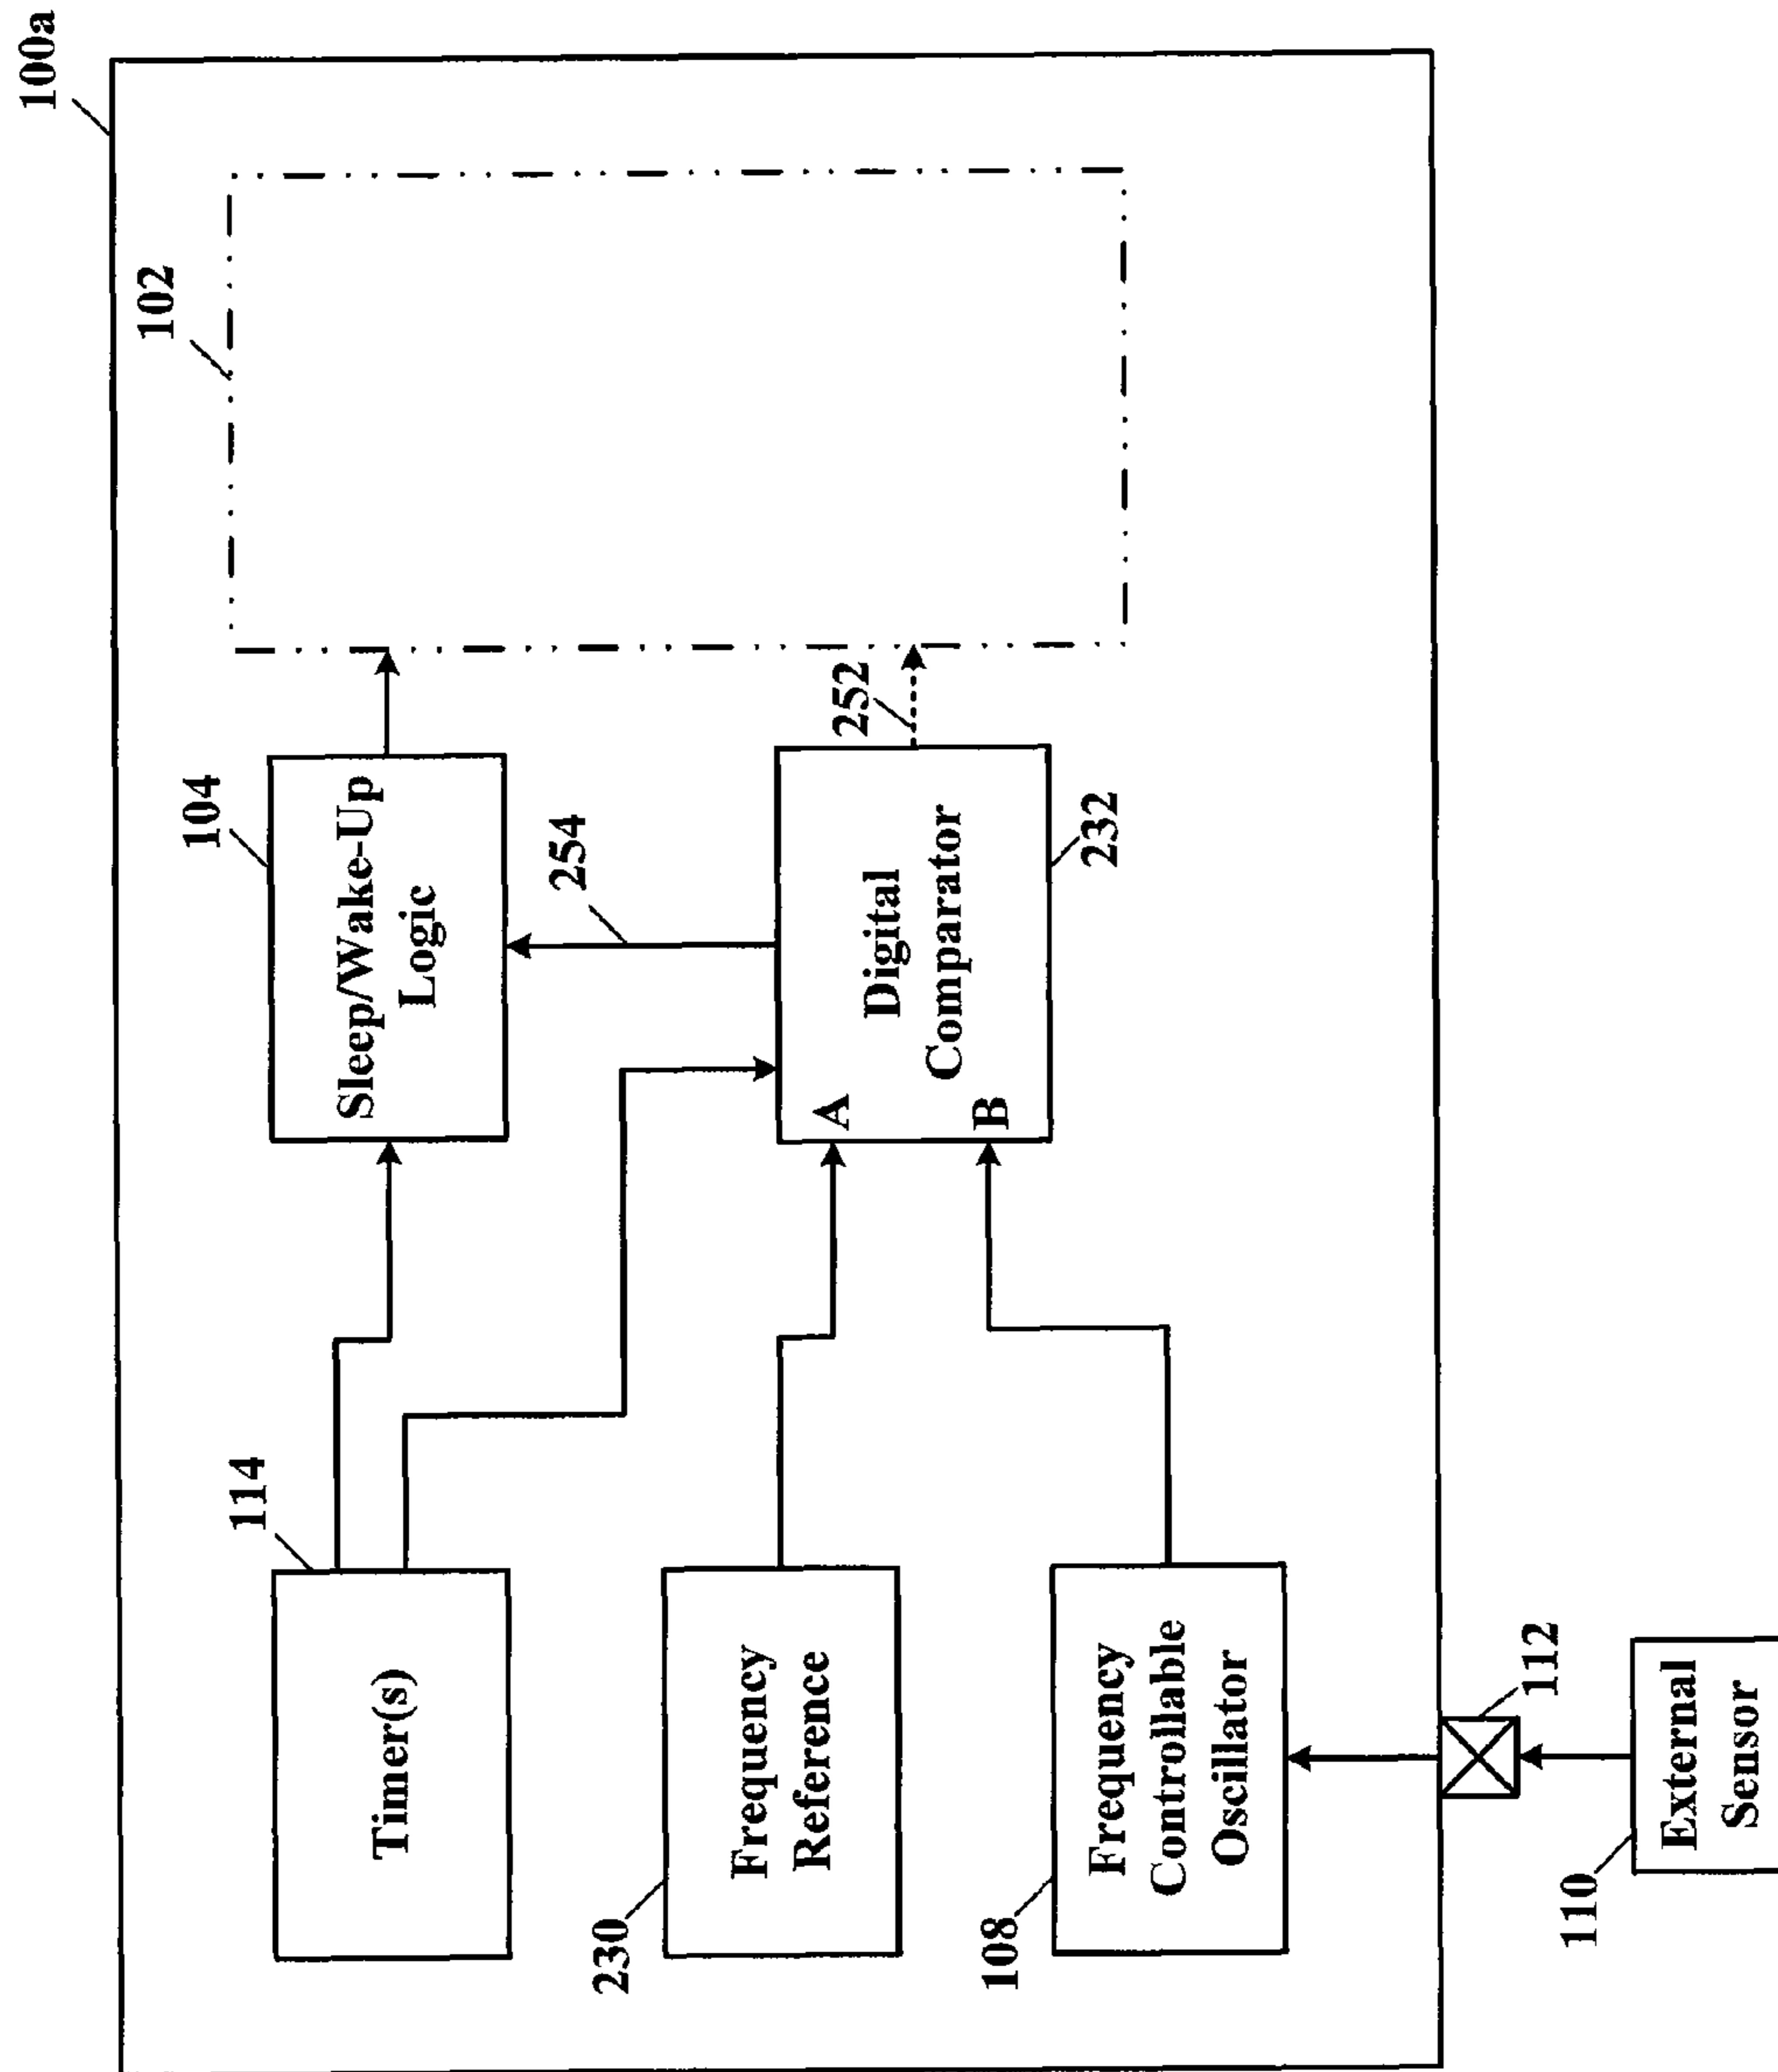 100a
102
104
Sleep/Wake-Up
Logic
254
252
114
Timer(s)
A
Digital
Comparator
B
232
230
Frequency
Reference
108
Frequency
Controllable
Oscillator
112
110
External
Sensor